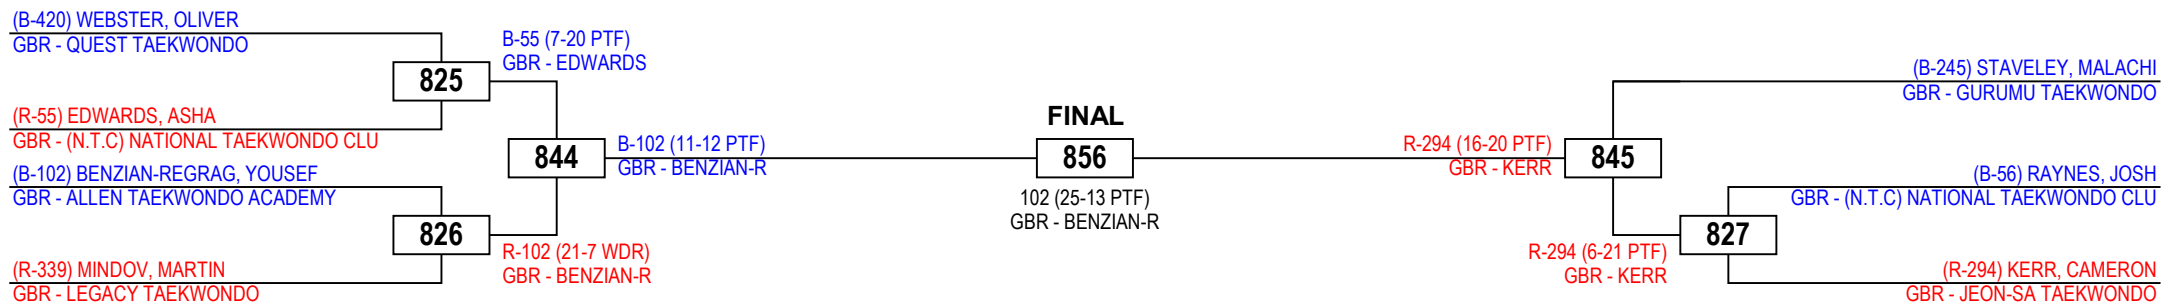 (B-420) WEBSTER, OLIVER
GBR - QUEST TAEKWONDO
825
B-55 (7-20 PTF)
GBR - EDWARDS
(R-55) EDWARDS, ASHA
GBR - (N.T.C) NATIONAL TAEKWONDO CLU
844
B-102 (11-12 PTF)
GBR - BENZIAN-R
(B-102) BENZIAN-REGRAG, YOUSEF
GBR - ALLEN TAEKWONDO ACADEMY
826
R-102 (21-7 WDR)
GBR - BENZIAN-R
(R-339) MINDOV, MARTIN
GBR - LEGACY TAEKWONDO
FINAL
856
102 (25-13 PTF)
GBR - BENZIAN-R
(B-245) STAVELEY, MALACHI
GBR - GURUMU TAEKWONDO
R-294 (16-20 PTF)
GBR - KERR
845
(B-56) RAYNES, JOSH
GBR - (N.T.C) NATIONAL TAEKWONDO CLU
827
R-294 (6-21 PTF)
GBR - KERR
(R-294) KERR, CAMERON
GBR - JEON-SA TAEKWONDO